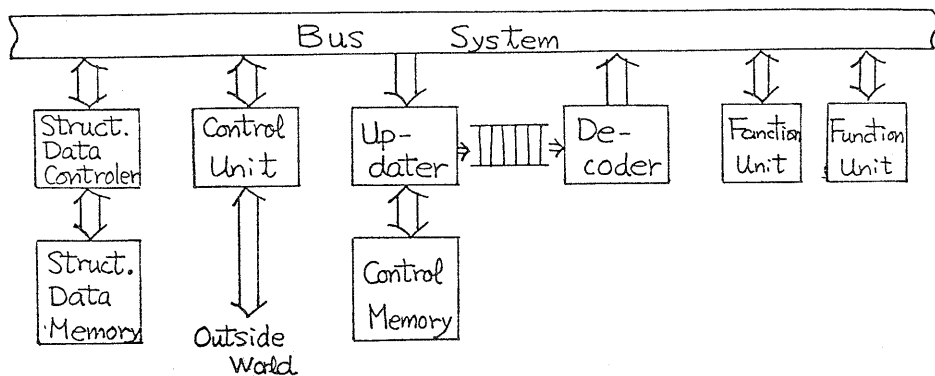 Bus System
Struct.
Data
Controler
Control
Unit
Up-
dater
De-
coder
Fanction
Unit
Function
Unit
Struct.
Data
Memory
Outside
World
Control
Memory